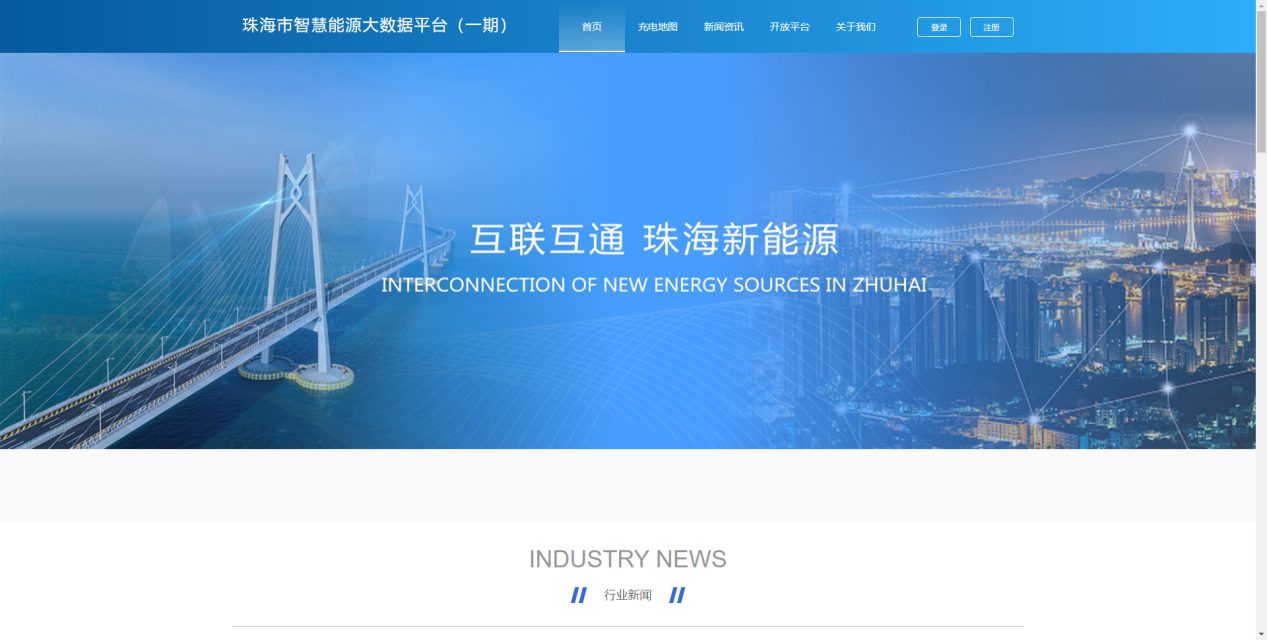 珠海市智慧能源大数据平台（一期）
首页 充电地图 新闻资讯 开放平台 关于我们 登录 注册
互联互通 珠海新能源
INTERCONNECTION OF NEW ENERGY SOURCES IN ZHUHAI
INDUSTRY NEWS
行业新闻